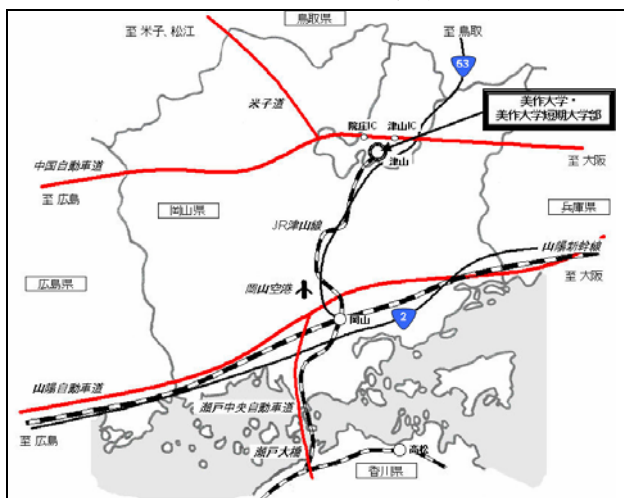 鳥取県
至 米子、松江
至 鳥取
63
美作大学・
美作大学短期大学部
米子道
院庄IC
津山IC
津山
中国自動車道
至 大阪
至 広島
岡山県
兵庫県
JR津山線
山陽新幹線
広島県
岡山空港
至 大阪
岡山
2
山陽自動車道
瀬戸中央自動車道
至 広島
瀬戸大橋
高松
香川県